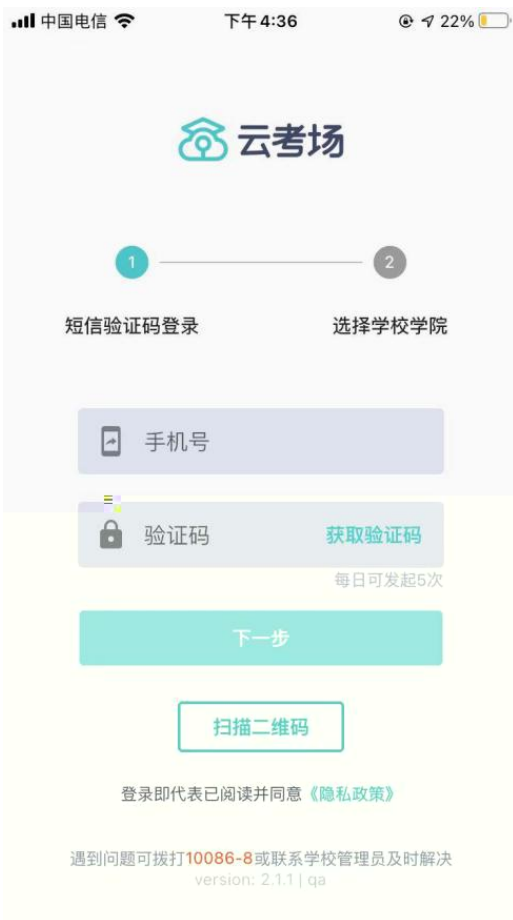 中国电信 下午4:36 22%
云考场
1 2
短信验证码登录 选择学校学院
手机号
验证码 获取验证码
每日可发起5次
下一步
扫描二维码
登录即代表已阅读并同意《隐私政策》
遇到问题可拨打10086-8或联系学校管理员及时解决
version: 2.1.1 | qa